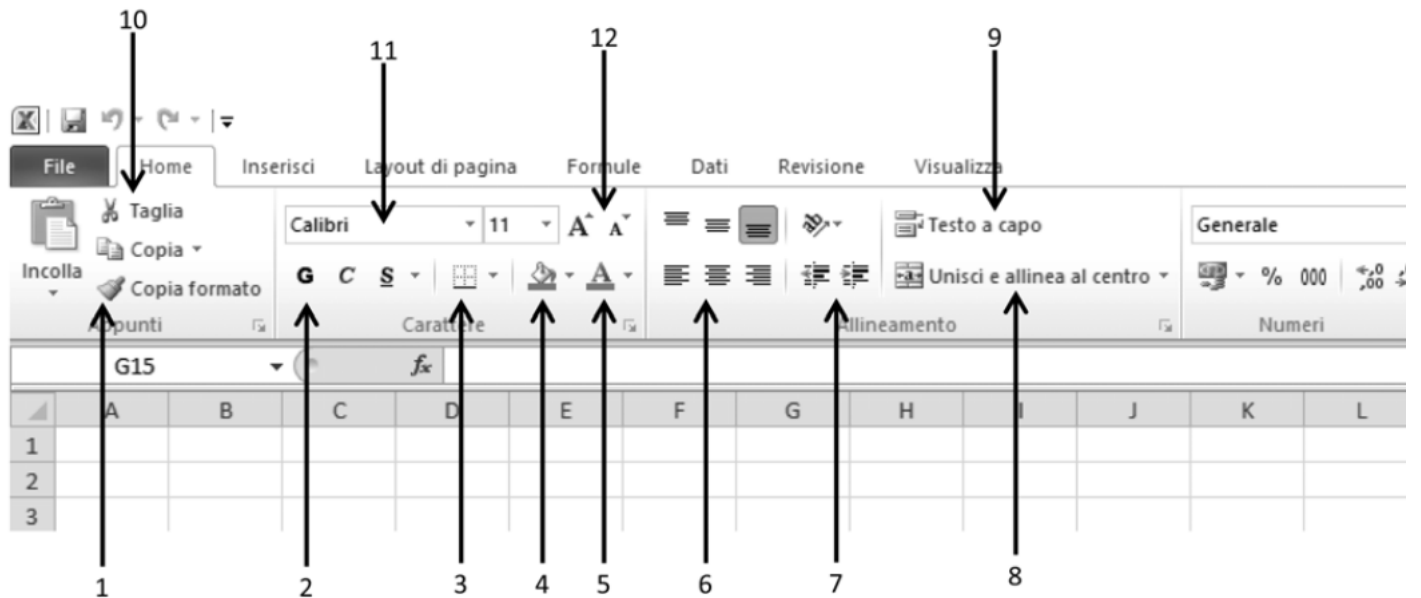 10
11
12
9
File Home Inserisci Layout di pagina Formule Dati Revisione Visualizza
Taglia
Calibri 11 A A Testo a capo Generale
Copia
Incolla G C S A Unisci e allinea al centro % 000 ,00
Copia formato
Appunti Carattere Allineamento Numeri
G15 fx
A B C D E F G H I J K L
1
2
3
1 2 3 4 5 6 7 8